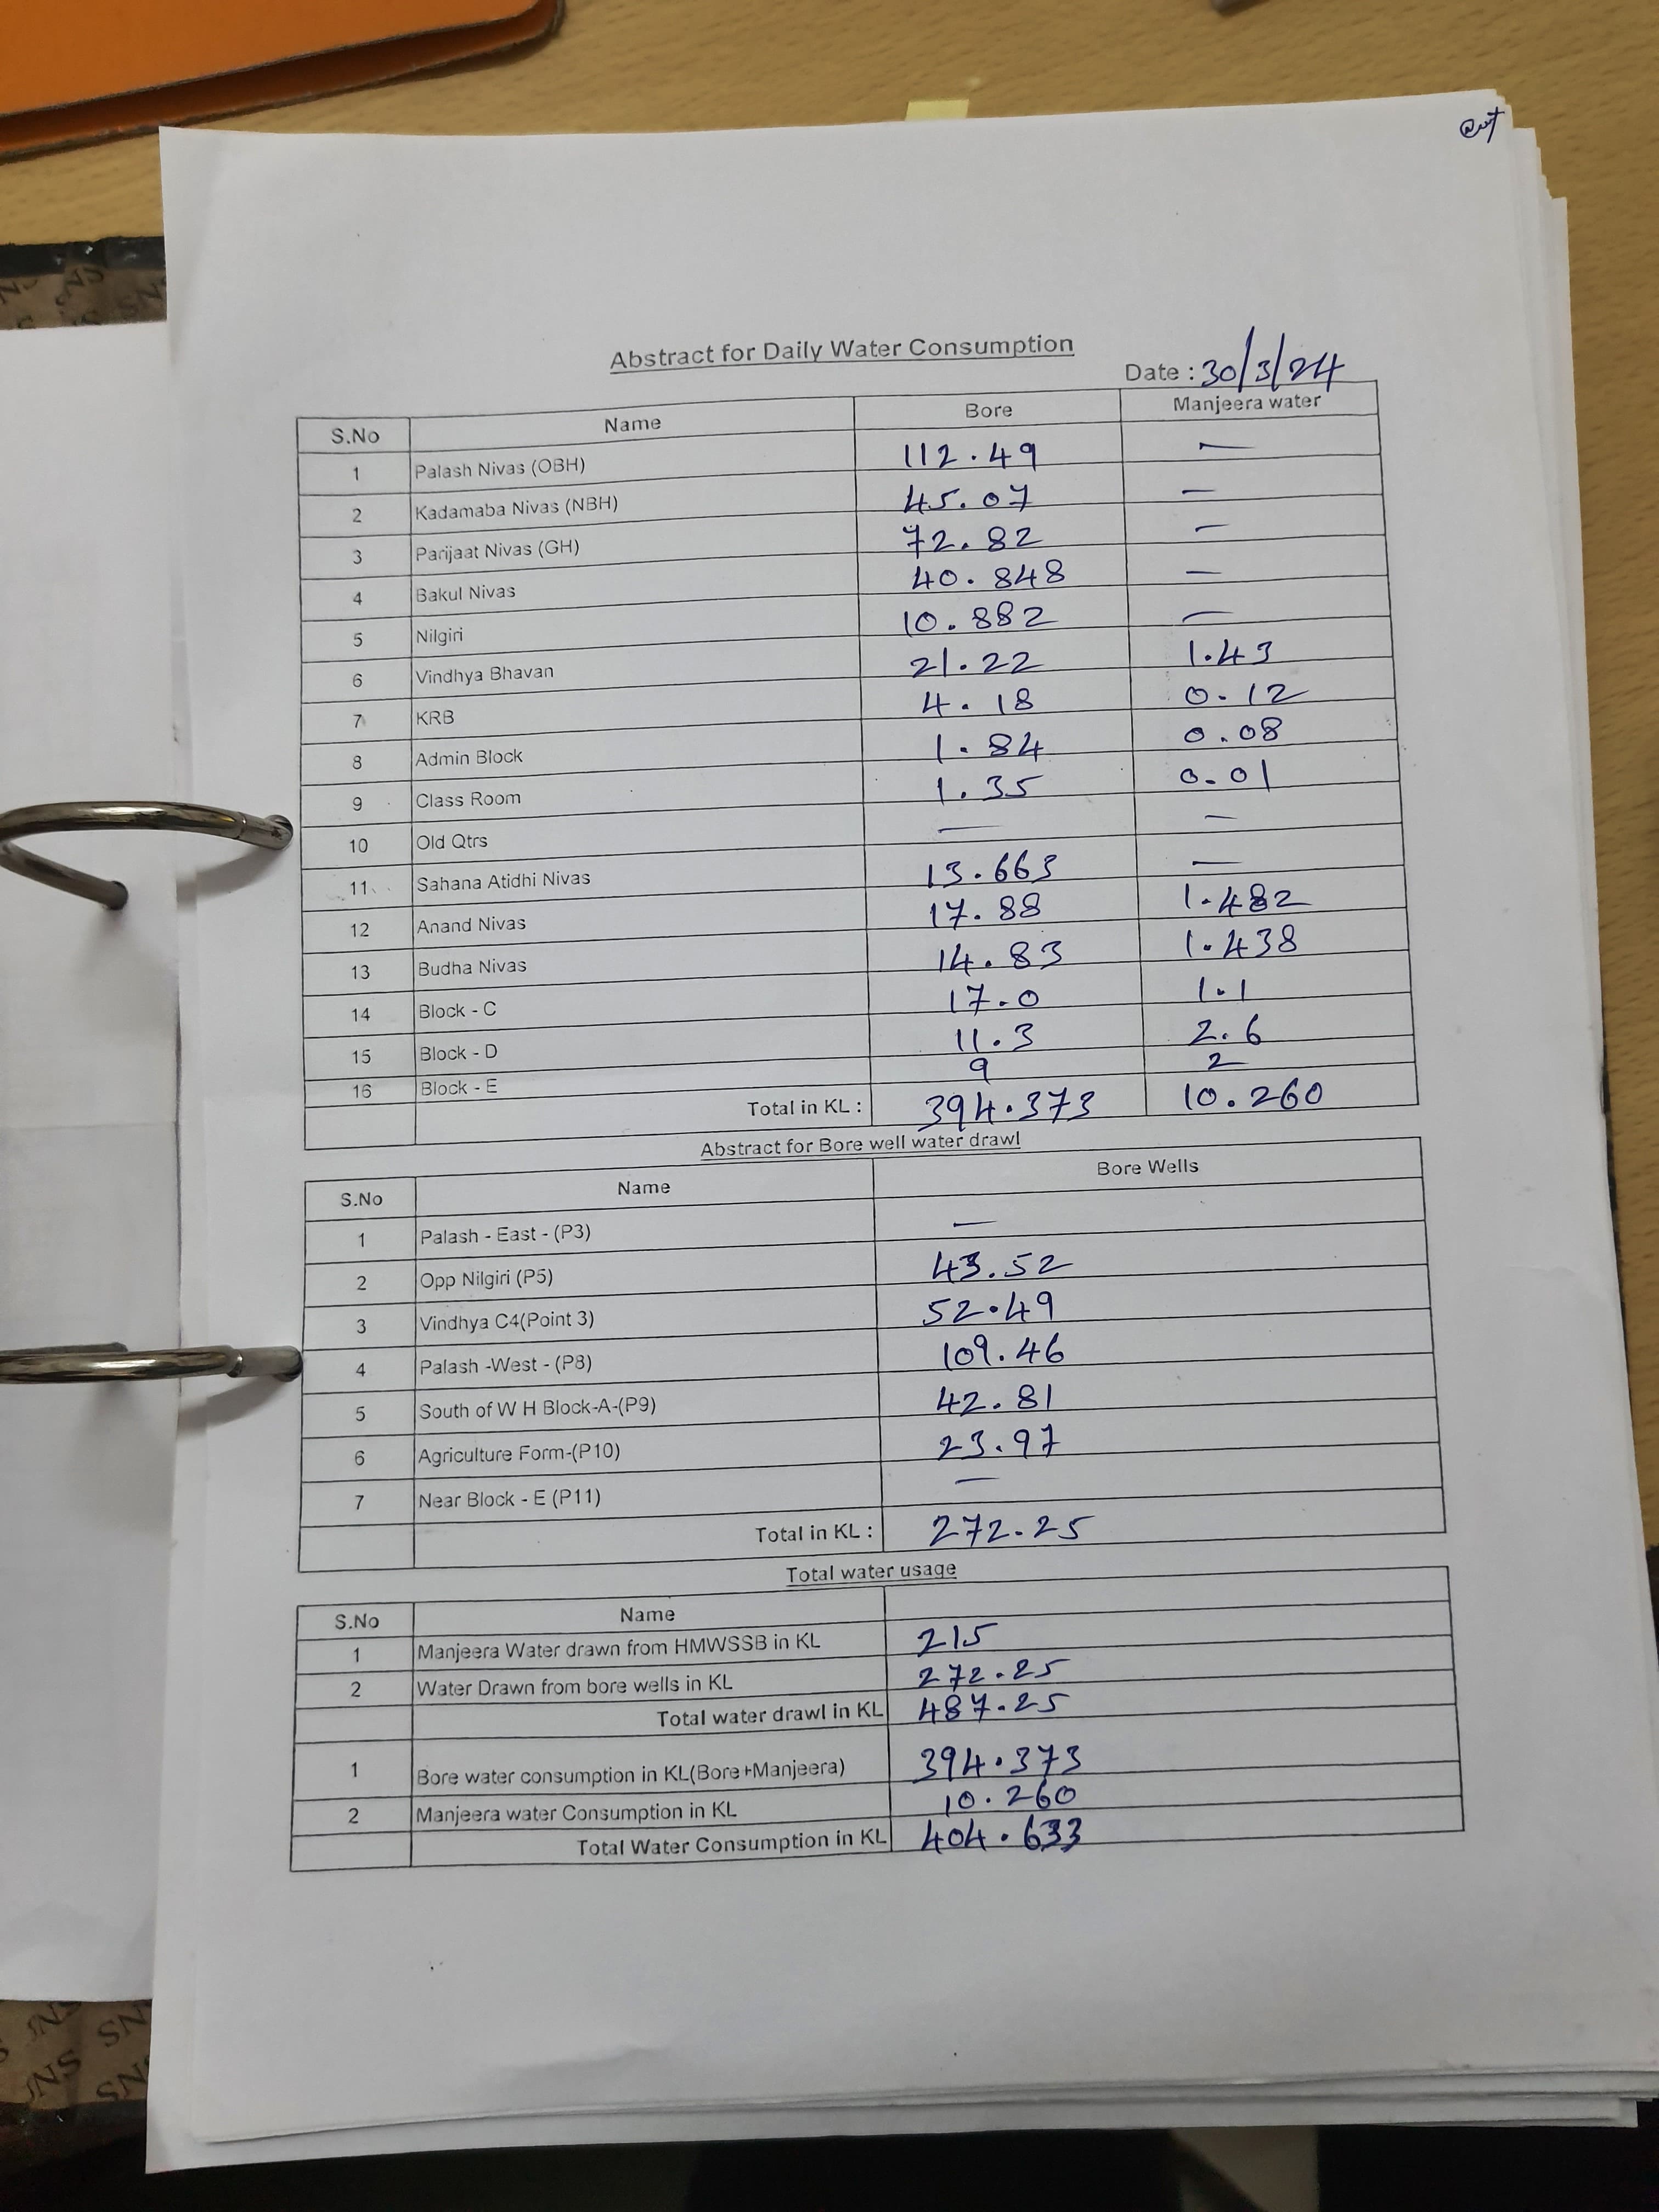 Abstract for Daily Water Consumption
Date : 30/3/24
S.No Name Bore Manjeera water
1 Palash Nivas (OBH) 112.49 —
2 Kadamaba Nivas (NBH) 45.07 —
3 Parijaat Nivas (GH) 72.82 —
4 Bakul Nivas 40.848 —
5 Nilgiri 10.882 —
6 Vindhya Bhavan 21.22 1.43
7 KRB 4.18 0.12
8 Admin Block 1.84 0.08
9 Class Room 1.35 0.01
10 Old Qtrs — —
11 Sahana Atidhi Nivas 13.663 —
12 Anand Nivas 17.88 1.482
13 Budha Nivas 14.83 1.438
14 Block - C 17.0 1.1
15 Block - D 11.3 2.6
16 Block - E 9 2
Total in KL : 394.373 10.260
Abstract for Bore well water drawl
S.No Name Bore Wells
1 Palash - East - (P3) —
2 Opp Nilgiri (P5) 43.52
3 Vindhya C4(Point 3) 52.49
4 Palash -West - (P8) 109.46
5 South of W H Block-A-(P9) 42.81
6 Agriculture Form-(P10) 23.97
7 Near Block - E (P11) —
Total in KL : 272.25
Total water usage
S.No Name
1 Manjeera Water drawn from HMWSSB in KL 215
2 Water Drawn from bore wells in KL 272.25
Total water drawl in KL 487.25
1 Bore water consumption in KL(Bore+Manjeera) 394.373
2 Manjeera water Consumption in KL 10.260
Total Water Consumption in KL 404.633
SNS
SNS
SNS